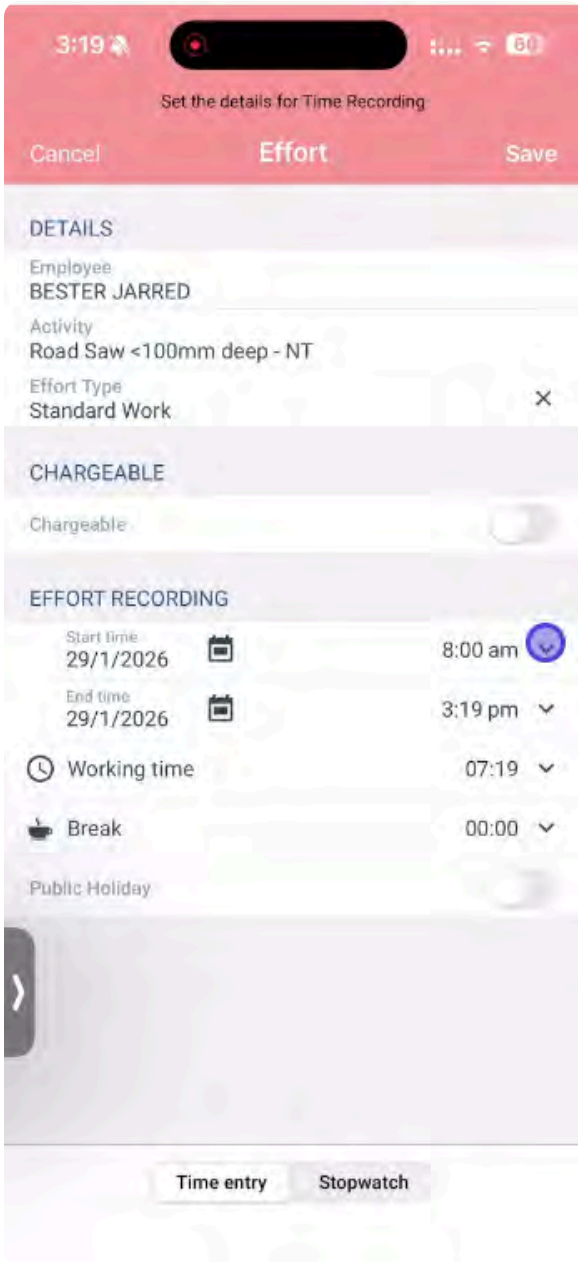 3:19
60
Set the details for Time Recording
Cancel Effort Save
DETAILS
Employee
BESTER JARRED
Activity
Road Saw <100mm deep - NT
Effort Type
Standard Work
CHARGEABLE
Chargeable
EFFORT RECORDING
Start time
29/1/2026 8:00 am
End time
29/1/2026 3:19 pm
Working time 07:19
Break 00:00
Public Holiday
Time entry Stopwatch